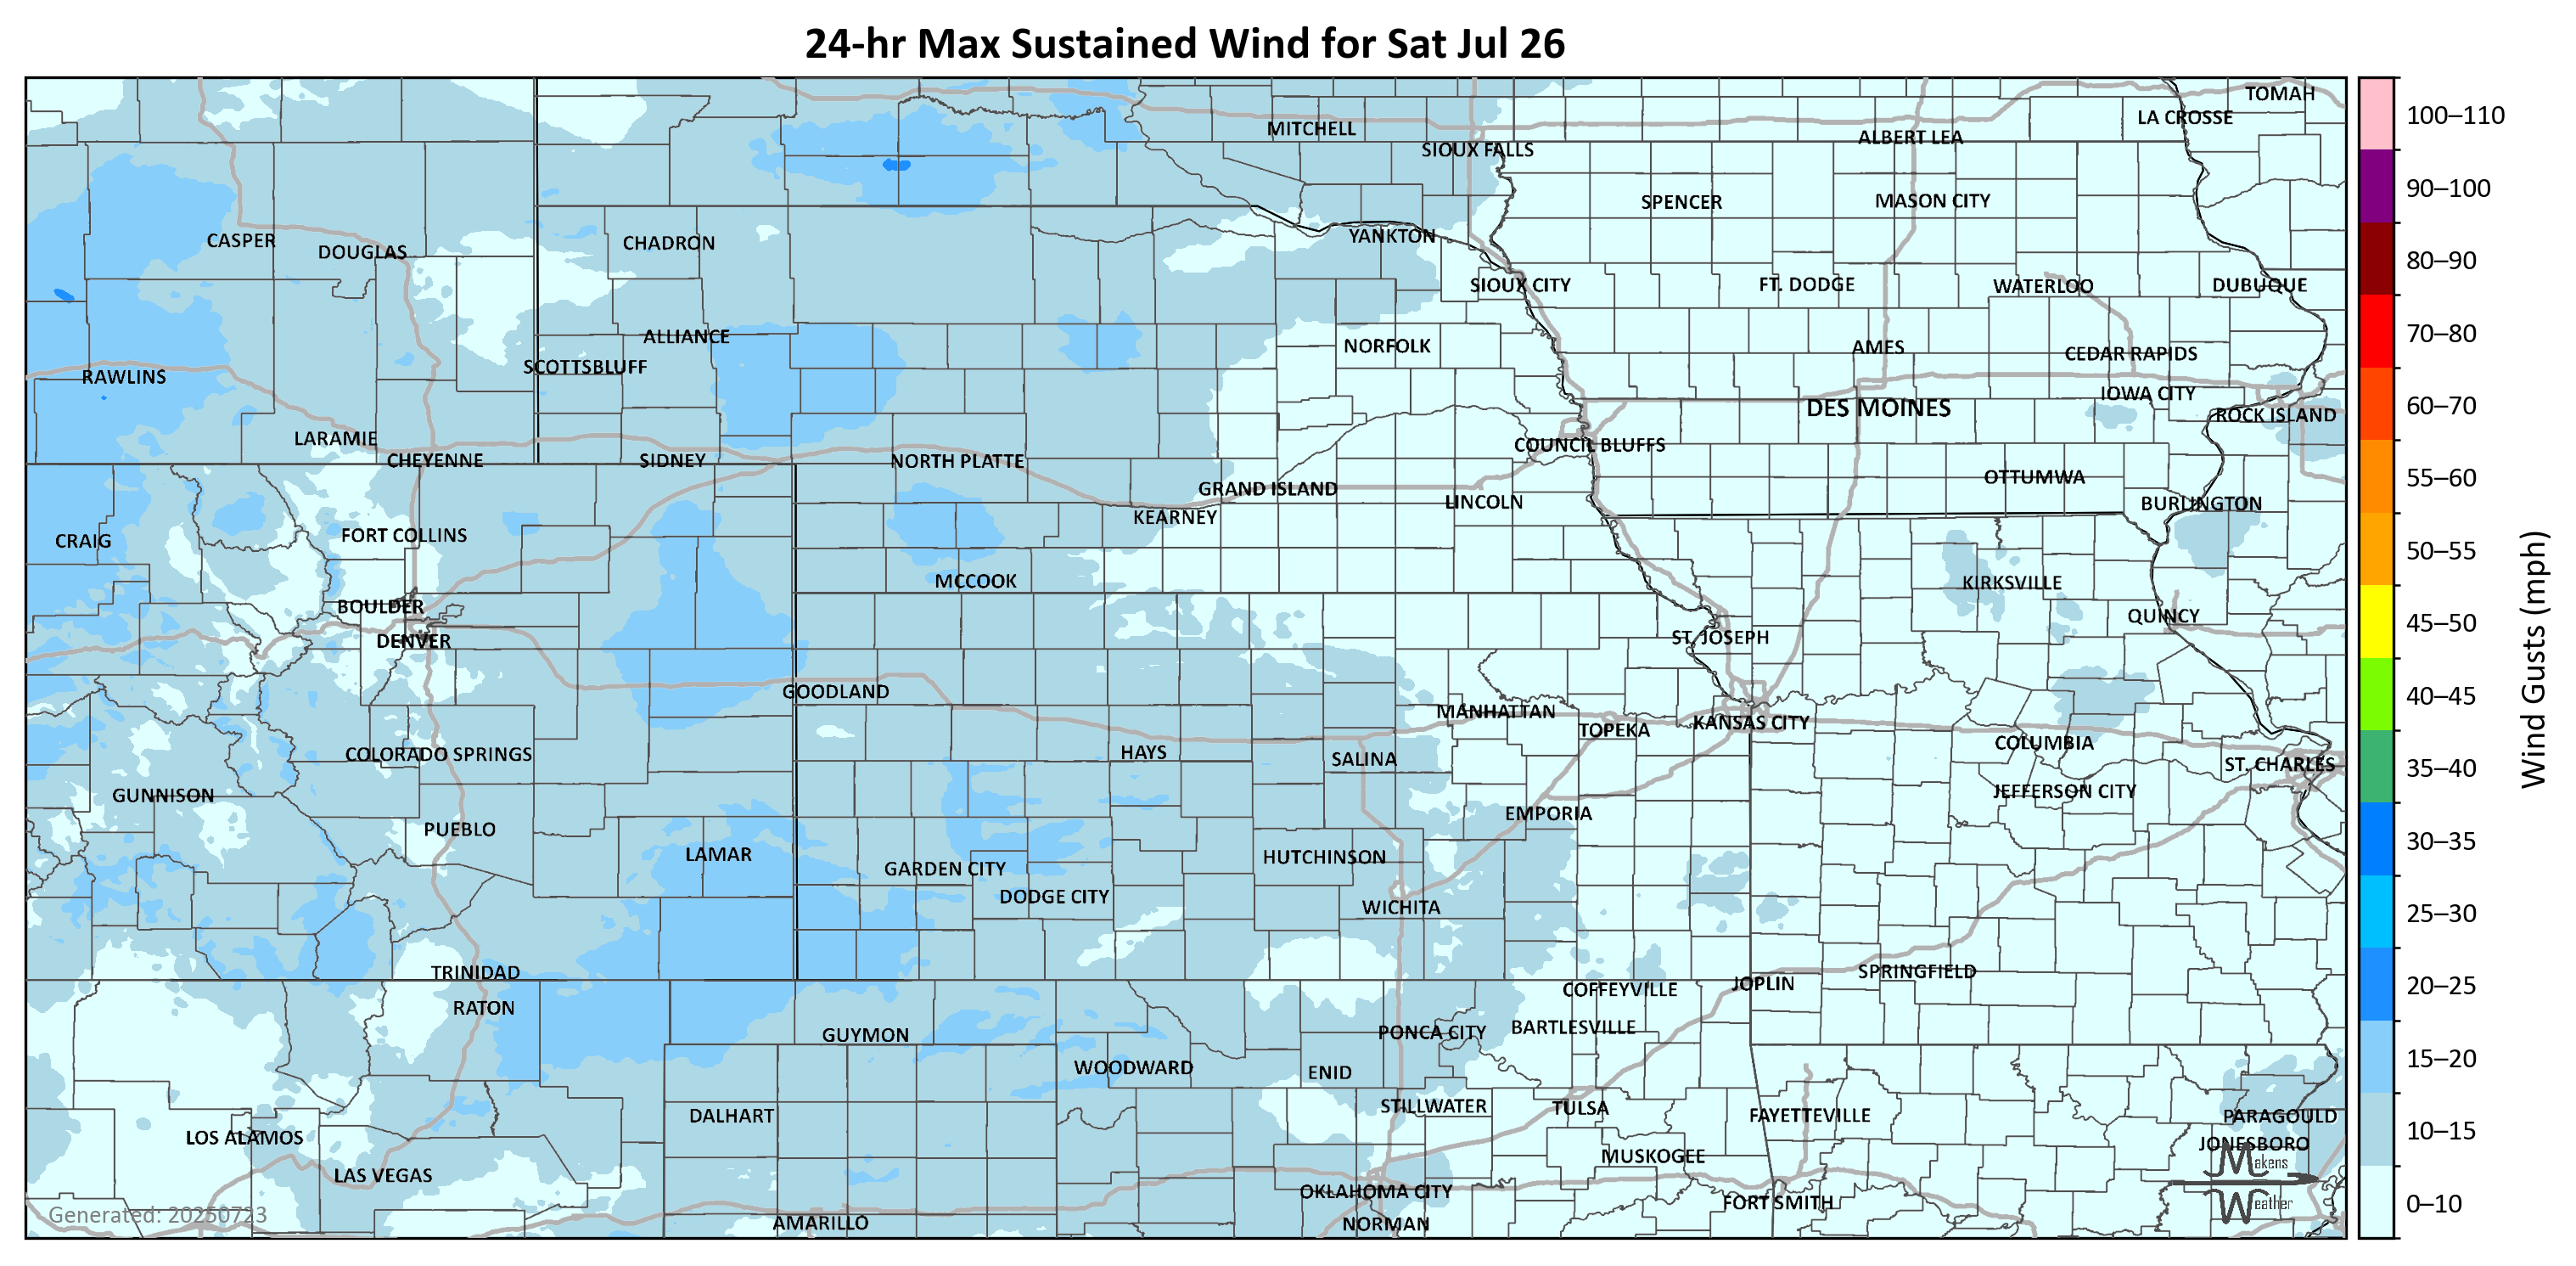 24-hr Max Sustained Wind for Sat Jul 26
TOMAH
LA CROSSE
MITCHELL
ALBERT LEA
SIOUX FALLS
SPENCER
MASON CITY
CASPER
DOUGLAS
CHADRON
YANKTON
SIOUX CITY
FT. DODGE
WATERLOO
DUBUQUE
ALLIANCE
NORFOLK
AMES
CEDAR RAPIDS
SCOTTSBLUFF
RAWLINS
IOWA CITY
DES MOINES
ROCK ISLAND
LARAMIE
COUNCIL BLUFFS
CHEYENNE
SIDNEY
NORTH PLATTE
OTTUMWA
GRAND ISLAND
LINCOLN
BURLINGTON
KEARNEY
CRAIG
FORT COLLINS
MCCOOK
KIRKSVILLE
BOULDER
QUINCY
DENVER
ST. JOSEPH
GOODLAND
MANHATTAN
TOPEKA
KANSAS CITY
COLUMBIA
COLORADO SPRINGS
HAYS
SALINA
ST. CHARLES
GUNNISON
JEFFERSON CITY
EMPORIA
PUEBLO
LAMAR
HUTCHINSON
GARDEN CITY
DODGE CITY
WICHITA
TRINIDAD
SPRINGFIELD
JOPLIN
COFFEYVILLE
RATON
BARTLESVILLE
PONCA CITY
GUYMON
WOODWARD
ENID
STILLWATER
TULSA
DALHART
FAYETTEVILLE
PARAGOULD
LOS ALAMOS
JONESBORO
MUSKOGEE
LAS VEGAS
OKLAHOMA CITY
FORT SMITH
AMARILLO
NORMAN
Generated: 20250723
Makens
Weather
100–110
90–100
80–90
70–80
60–70
55–60
50–55
45–50
40–45
35–40
30–35
25–30
20–25
15–20
10–15
0–10
Wind Gusts (mph)